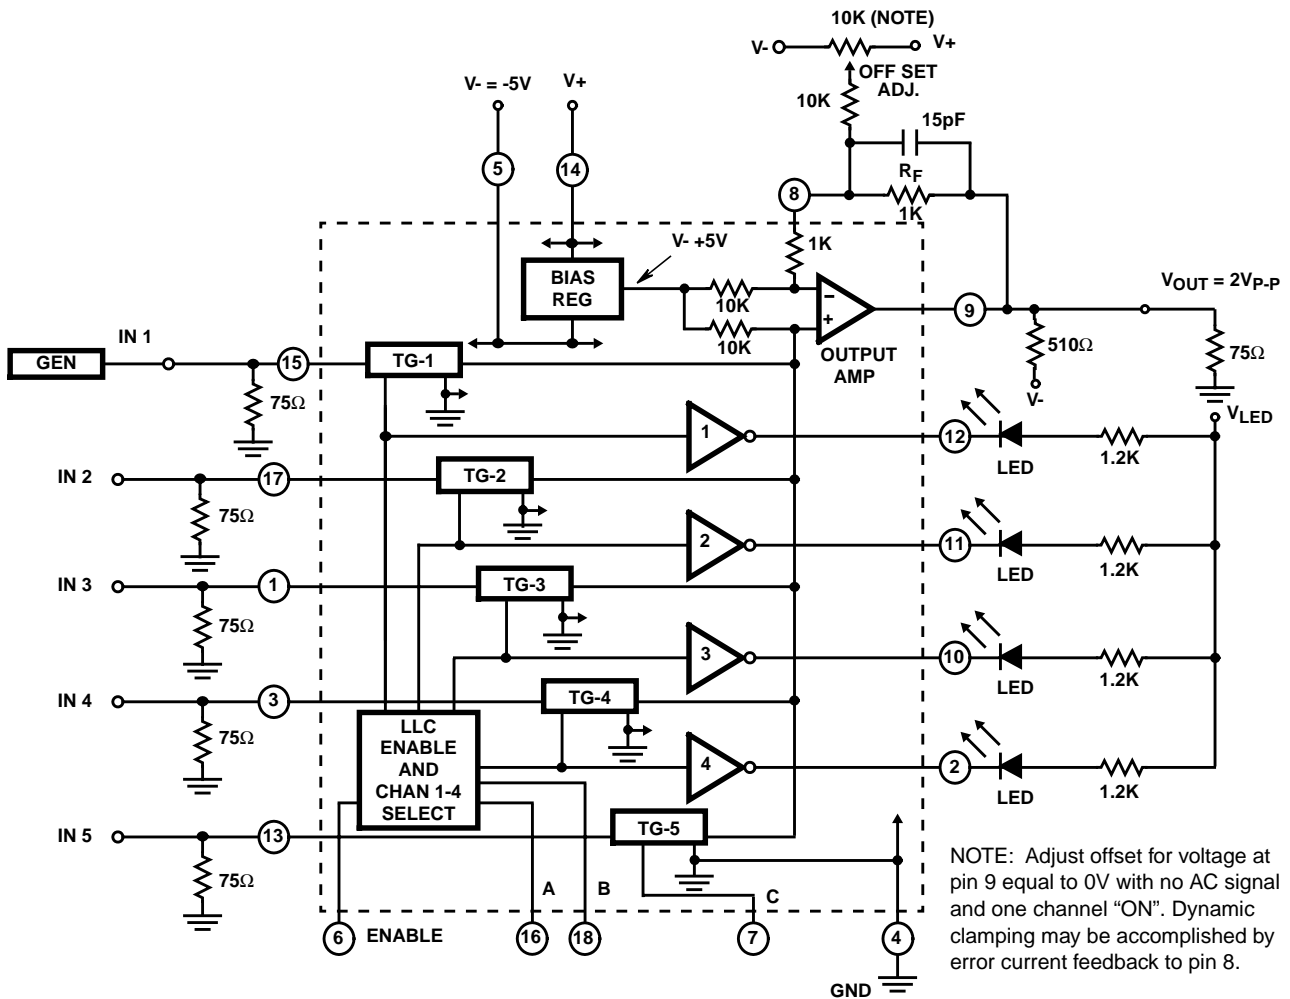 10K (NOTE)
V-
V+
OFF SET
ADJ.
10K
15pF
V- = -5V
V+
5
14
8
RF
1K
1K
V- +5V
BIAS
REG
10K
10K
−
+
OUTPUT
AMP
9
VOUT = 2VP-P
510Ω
V-
75Ω
VLED
IN 1
GEN
15
TG-1
75Ω
1
12
LED
1.2K
IN 2
17
TG-2
75Ω
2
11
LED
1.2K
IN 3
1
TG-3
75Ω
3
10
LED
1.2K
IN 4
3
TG-4
75Ω
LLC
ENABLE
AND
CHAN 1-4
SELECT
4
2
LED
1.2K
IN 5
13
TG-5
75Ω
A
B
C
6
ENABLE
16
18
7
4
GND
NOTE: Adjust offset for voltage at
pin 9 equal to 0V with no AC signal
and one channel “ON”. Dynamic
clamping may be accomplished by
error current feedback to pin 8.